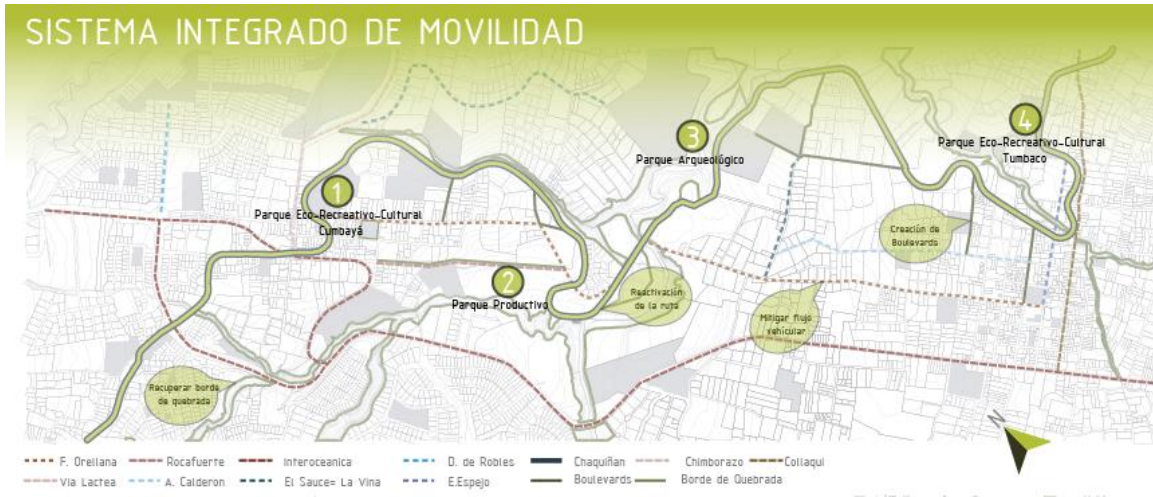 SISTEMA INTEGRADO DE MOVILIDAD
1
Parque Eco-Recreativo-Cultural
Cumbayá
2
Parque Productivo
3
Parque Arqueológico
4
Parque Eco-Recreativo-Cultural
Tumbaco
Creación de
Boulevards
Reactivación
de la ruta
Mitigar flujo
vehícular
Recuperar borde
de quebrada
N
F. Orellana Rocafuerte Interoceanica D. de Robles Chaquiñan Chimborazo Collaqui
Via Lactea A. Calderon El Sauce= La Vina E.Espejo Boulevards Borde de Quebrada